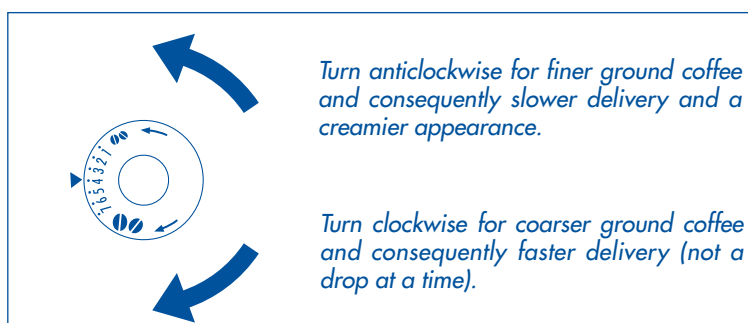 Turn anticlockwise for finer ground coffee
and consequently slower delivery and a
creamier appearance.
7654321
Turn clockwise for coarser ground coffee
and consequently faster delivery (not a
drop at a time).